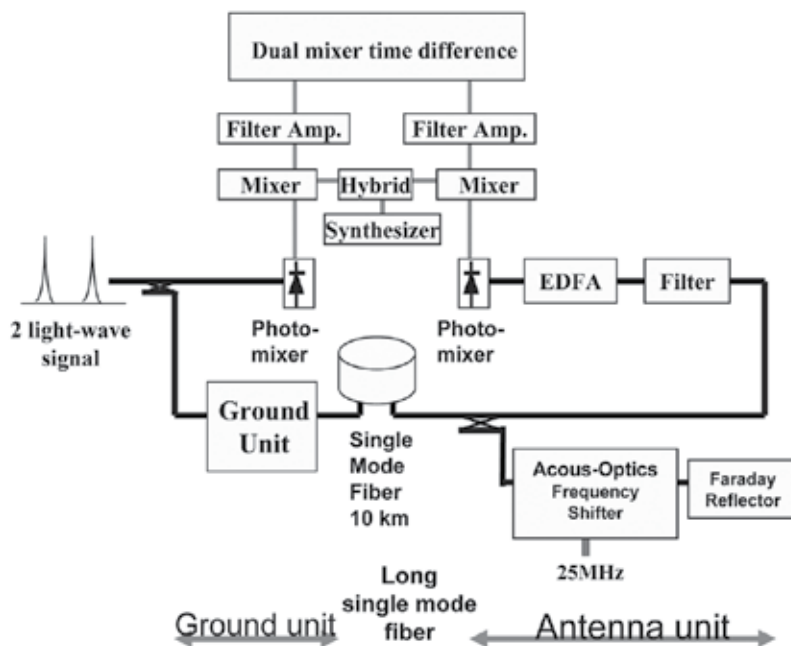 Dual mixer time difference
Filter Amp.
Filter Amp.
Mixer
Hybrid
Mixer
Synthesizer
2 light-wave
signal
Photo-
mixer
Photo-
mixer
EDFA
Filter
Ground
Unit
Single
Mode
Fiber
10 km
Acous-Optics
Frequency
Shifter
Faraday
Reflector
25MHz
Long
single mode
fiber
Ground unit
Antenna unit